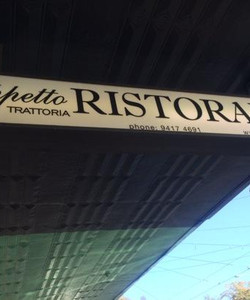 petto RISTORA
TRATTORIA
phone: 9417 4691
w